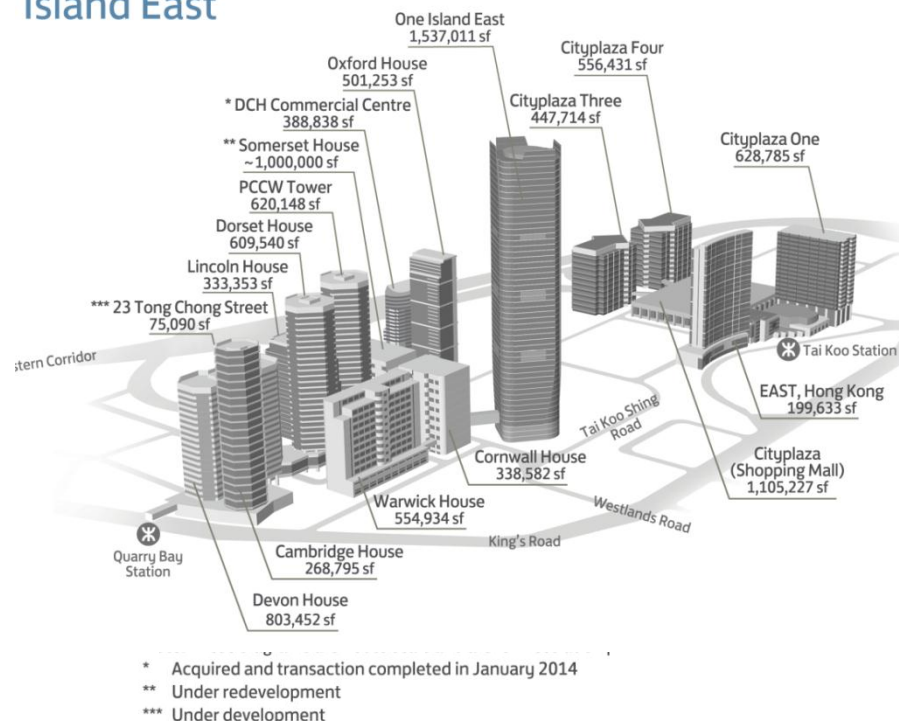 Island East
One Island East
1,537,011 sf
Cityplaza Four
556,431 sf
Oxford House
501,253 sf
* DCH Commercial Centre
388,838 sf
Cityplaza Three
447,714 sf
Cityplaza One
628,785 sf
** Somerset House
~1,000,000 sf
PCCW Tower
620,148 sf
Dorset House
609,540 sf
Lincoln House
333,353 sf
*** 23 Tong Chong Street
75,090 sf
stern Corridor
Tai Koo Station
EAST, Hong Kong
199,633 sf
Tai Koo Shing
Road
Cityplaza
(Shopping Mall)
1,105,227 sf
Cornwall House
338,582 sf
Warwick House
554,934 sf
Westlands Road
King's Road
Quarry Bay
Station
Cambridge House
268,795 sf
Devon House
803,452 sf
* Acquired and transaction completed in January 2014
** Under redevelopment
*** Under development